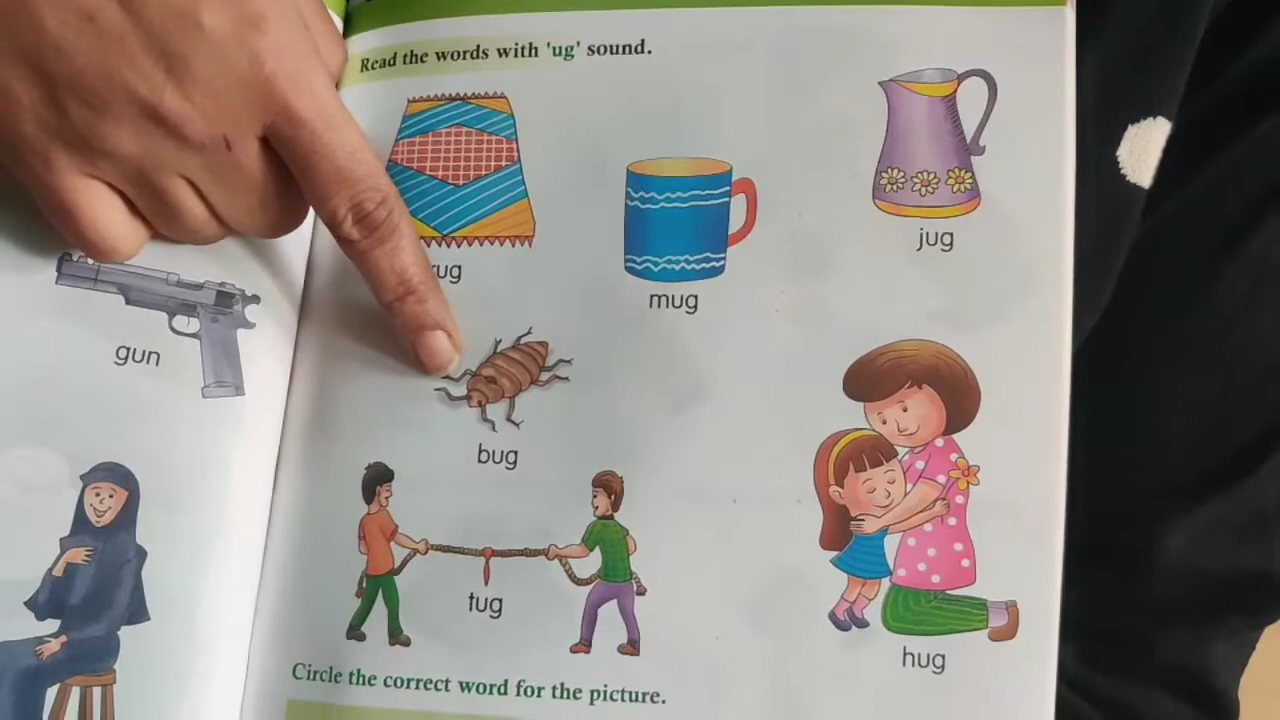 Read the words with 'ug' sound.
rug
mug
jug
gun
bug
tug
hug
Circle the correct word for the picture.